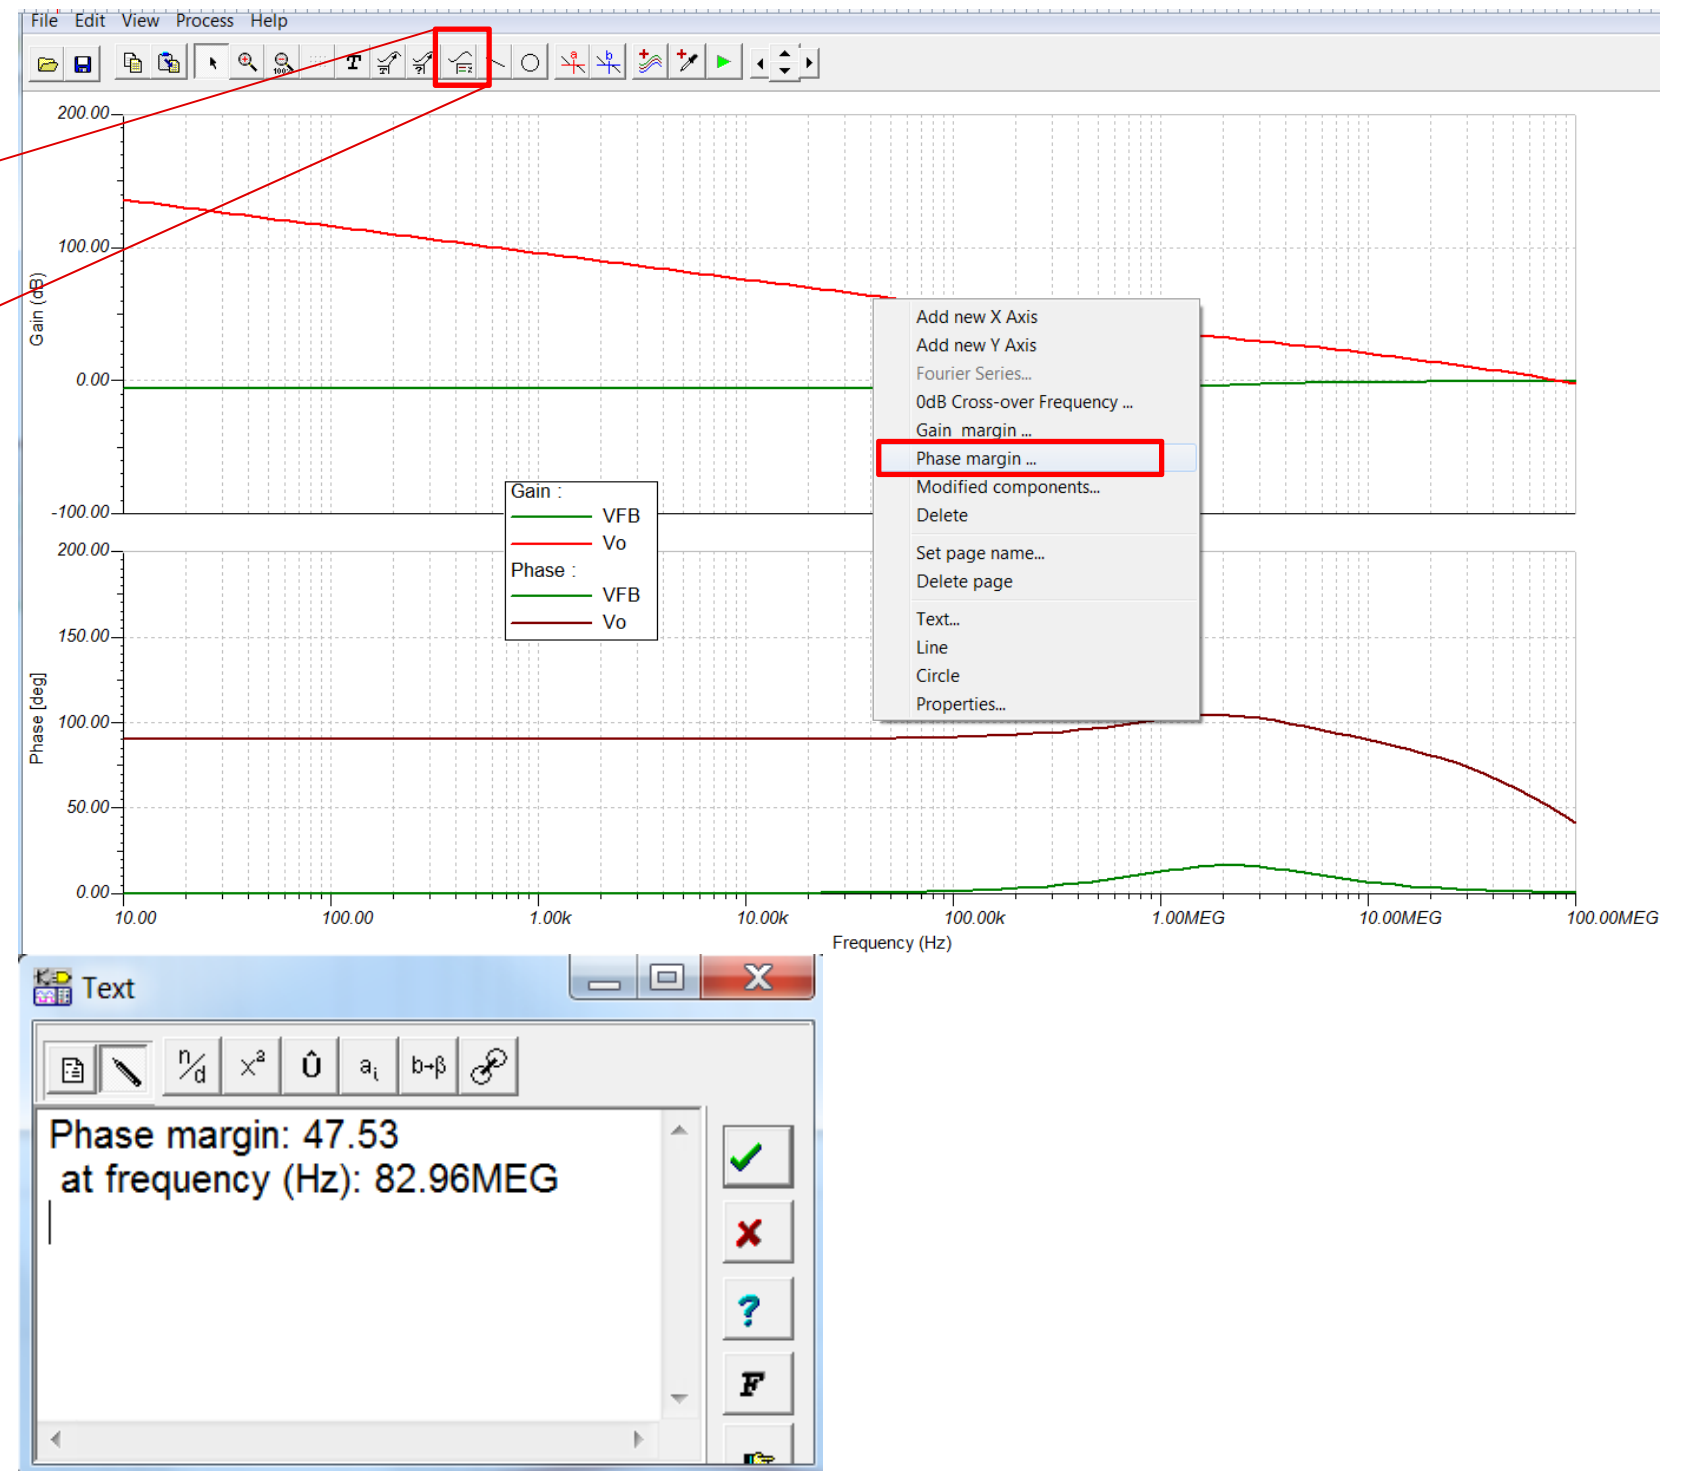 File Edit View Process Help
200.00
100.00
0.00
-100.00
Gain (dB)
Gain :
VFB
Vo
Phase :
VFB
Vo
Add new X Axis
Add new Y Axis
Fourier Series...
0dB Cross-over Frequency ...
Gain margin ...
Phase margin ...
Modified components...
Delete
Set page name...
Delete page
Text...
Line
Circle
Properties...
200.00
150.00
100.00
50.00
0.00
Phase [deg]
10.00 100.00 1.00k 10.00k 100.00k 1.00MEG 10.00MEG 100.00MEG
Frequency (Hz)
Text
n/d x² Û aᵢ b→β
Phase margin: 47.53
at frequency (Hz): 82.96MEG
?
F